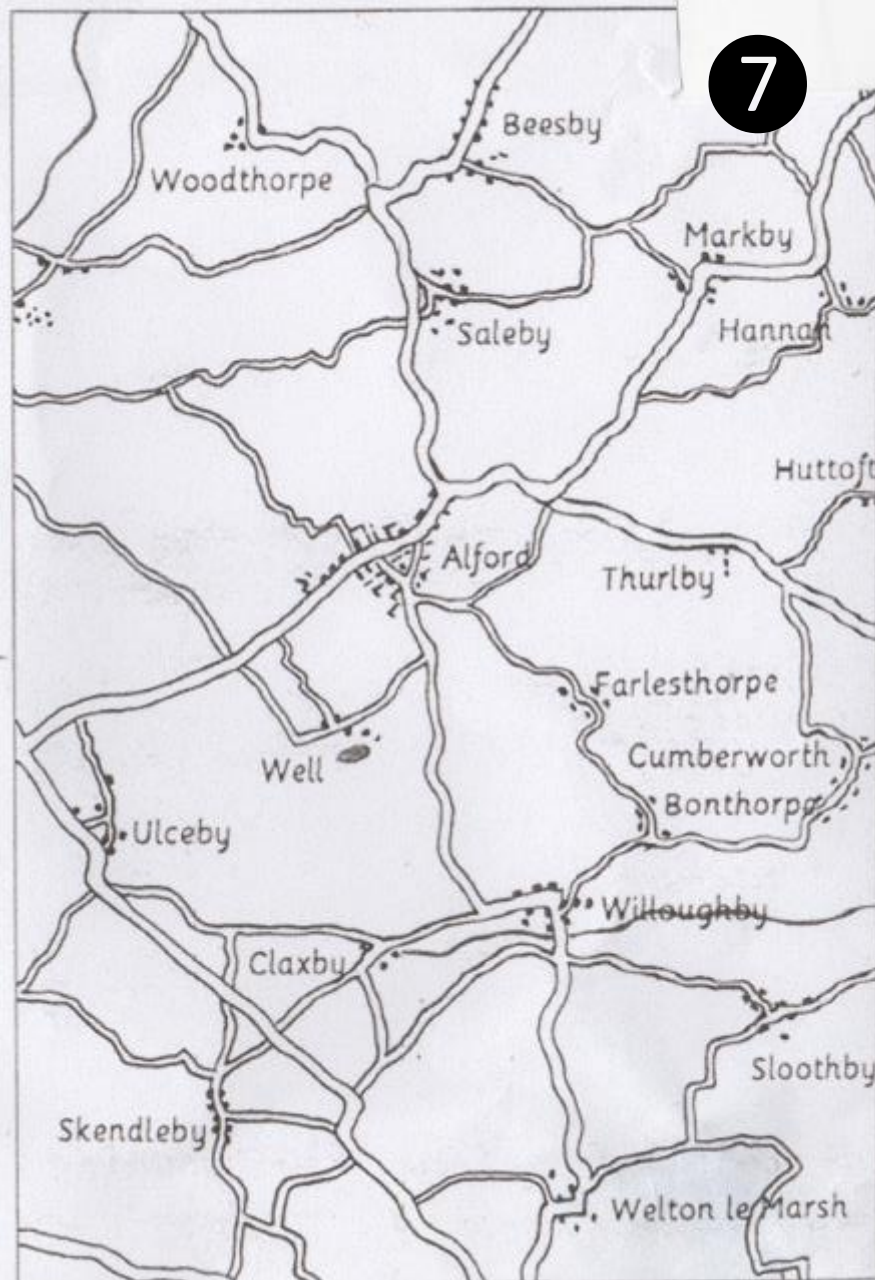 7
Beesby
Woodthorpe
Markby
Hannah
Saleby
Huttoft
Alford
Thurlby
Farlesthorpe
Well
Cumberworth
Bonthorpe
Ulceby
Willoughby
Claxby
Sloothby
Skendleby
Welton le Marsh